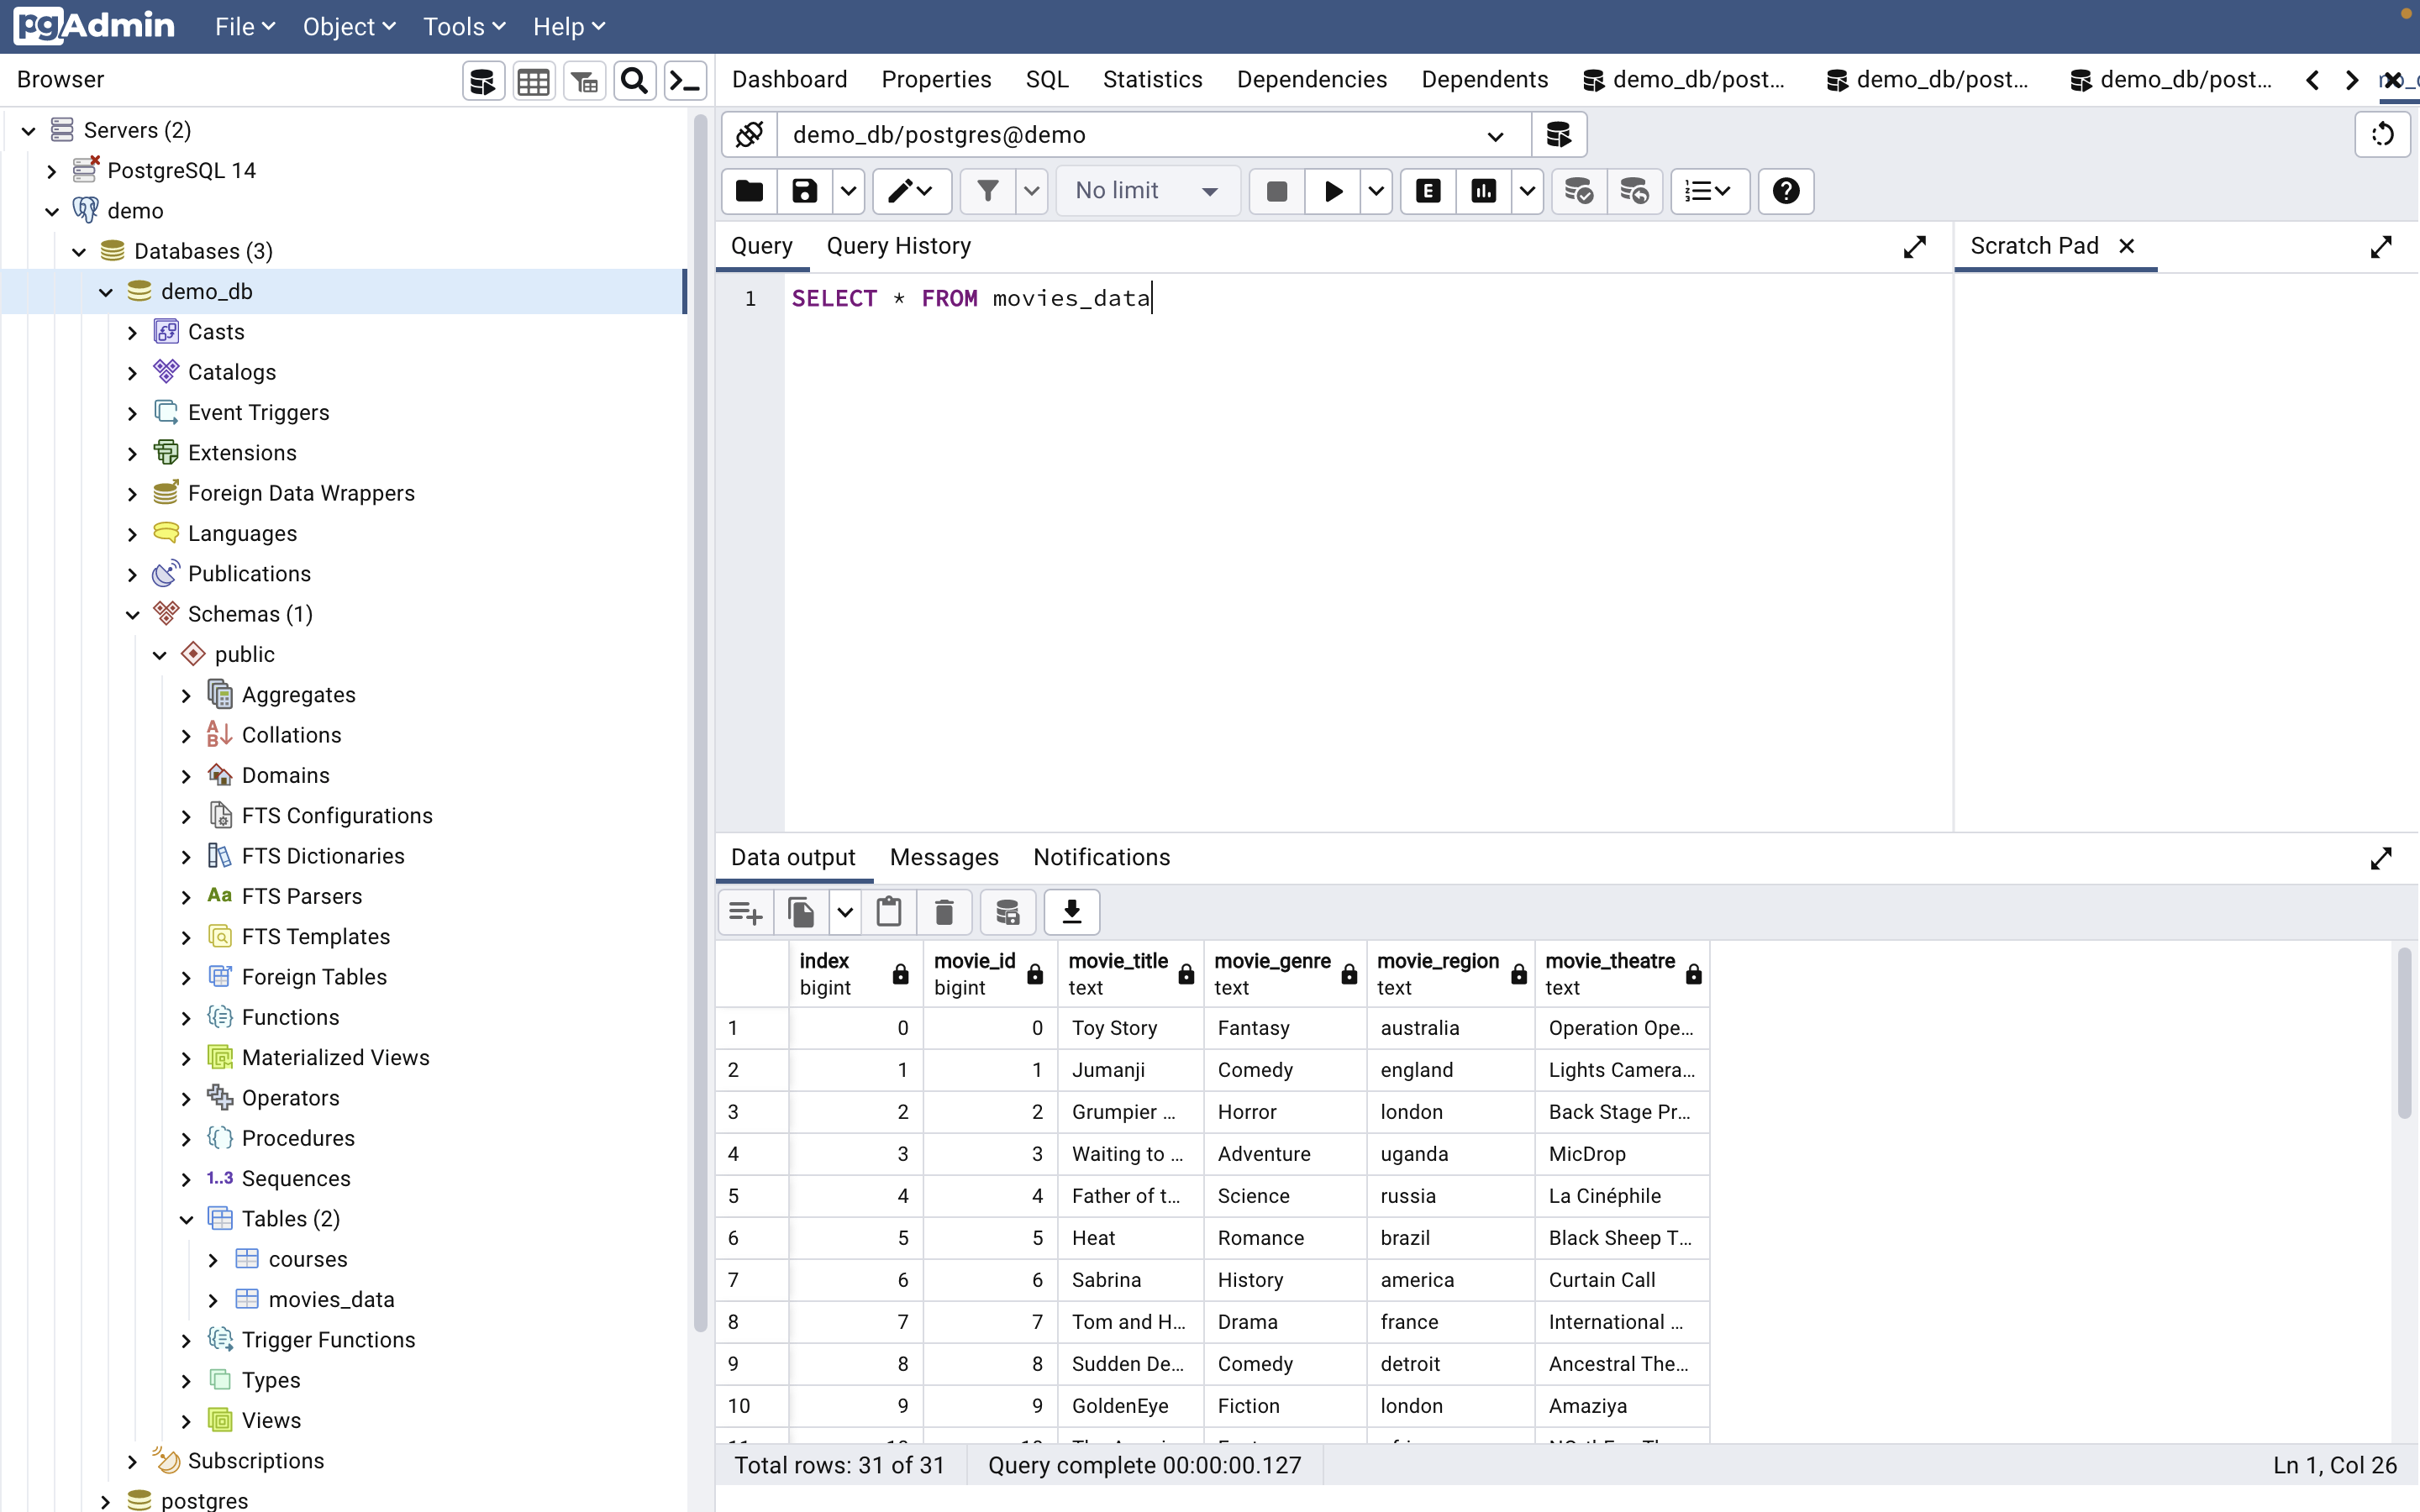 pgAdmin File Object Tools Help
Browser
Dashboard Properties SQL Statistics Dependencies Dependents demo_db/post... demo_db/post... demo_db/post...
Servers (2)
PostgreSQL 14
demo
Databases (3)
demo_db
Casts
Catalogs
Event Triggers
Extensions
Foreign Data Wrappers
Languages
Publications
Schemas (1)
public
Aggregates
Collations
Domains
FTS Configurations
FTS Dictionaries
Aa FTS Parsers
FTS Templates
Foreign Tables
Functions
Materialized Views
Operators
Procedures
1..3 Sequences
Tables (2)
courses
movies_data
Trigger Functions
Types
Views
Subscriptions
postgres
demo_db/postgres@demo
No limit E
Query Query History
Scratch Pad
1 SELECT * FROM movies_data
Data output Messages Notifications
index movie_id movie_title movie_genre movie_region movie_theatre
bigint bigint text text text text
1 0 0 Toy Story Fantasy australia Operation Ope...
2 1 1 Jumanji Comedy england Lights Camera...
3 2 2 Grumpier ... Horror london Back Stage Pr...
4 3 3 Waiting to ... Adventure uganda MicDrop
5 4 4 Father of t... Science russia La Cinéphile
6 5 5 Heat Romance brazil Black Sheep T...
7 6 6 Sabrina History america Curtain Call
8 7 7 Tom and H... Drama france International ...
9 8 8 Sudden De... Comedy detroit Ancestral The...
10 9 9 GoldenEye Fiction london Amaziya
Total rows: 31 of 31 Query complete 00:00:00.127 Ln 1, Col 26